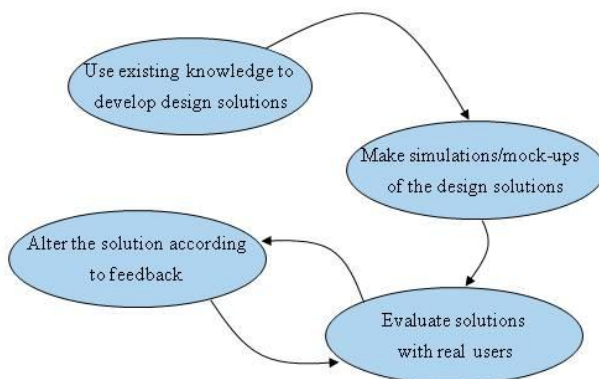 Use existing knowledge to
develop design solutions
Make simulations/mock-ups
of the design solutions
Alter the solution according
to feedback
Evaluate solutions
with real users